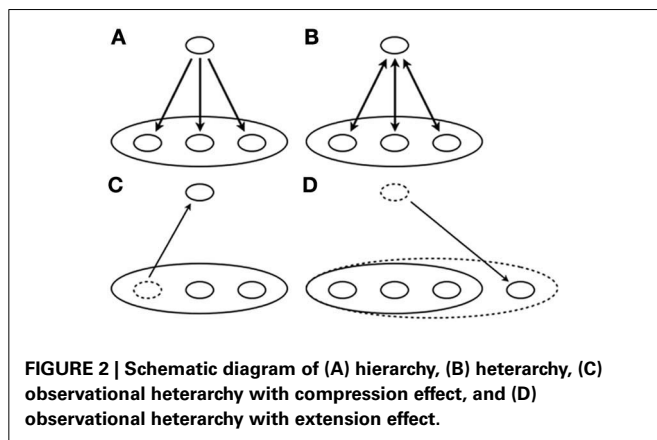 A B
C D
FIGURE 2 | Schematic diagram of (A) hierarchy, (B) heterarchy, (C)
observational heterarchy with compression effect, and (D)
observational heterarchy with extension effect.